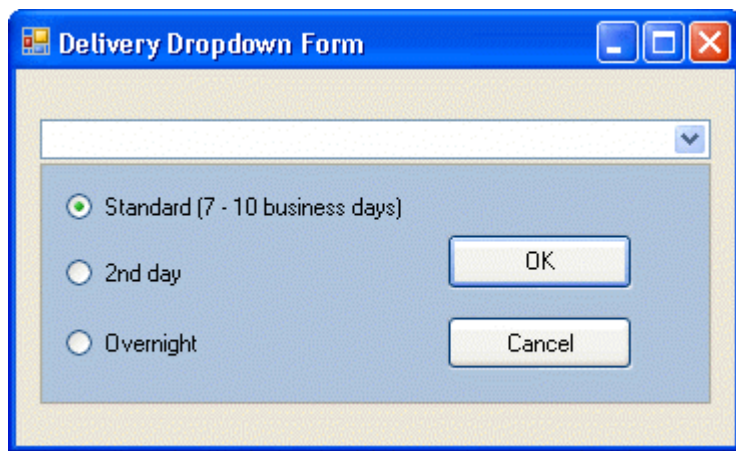 Delivery Dropdown Form
Standard (7 - 10 business days)
2nd day
OK
Overnight
Cancel